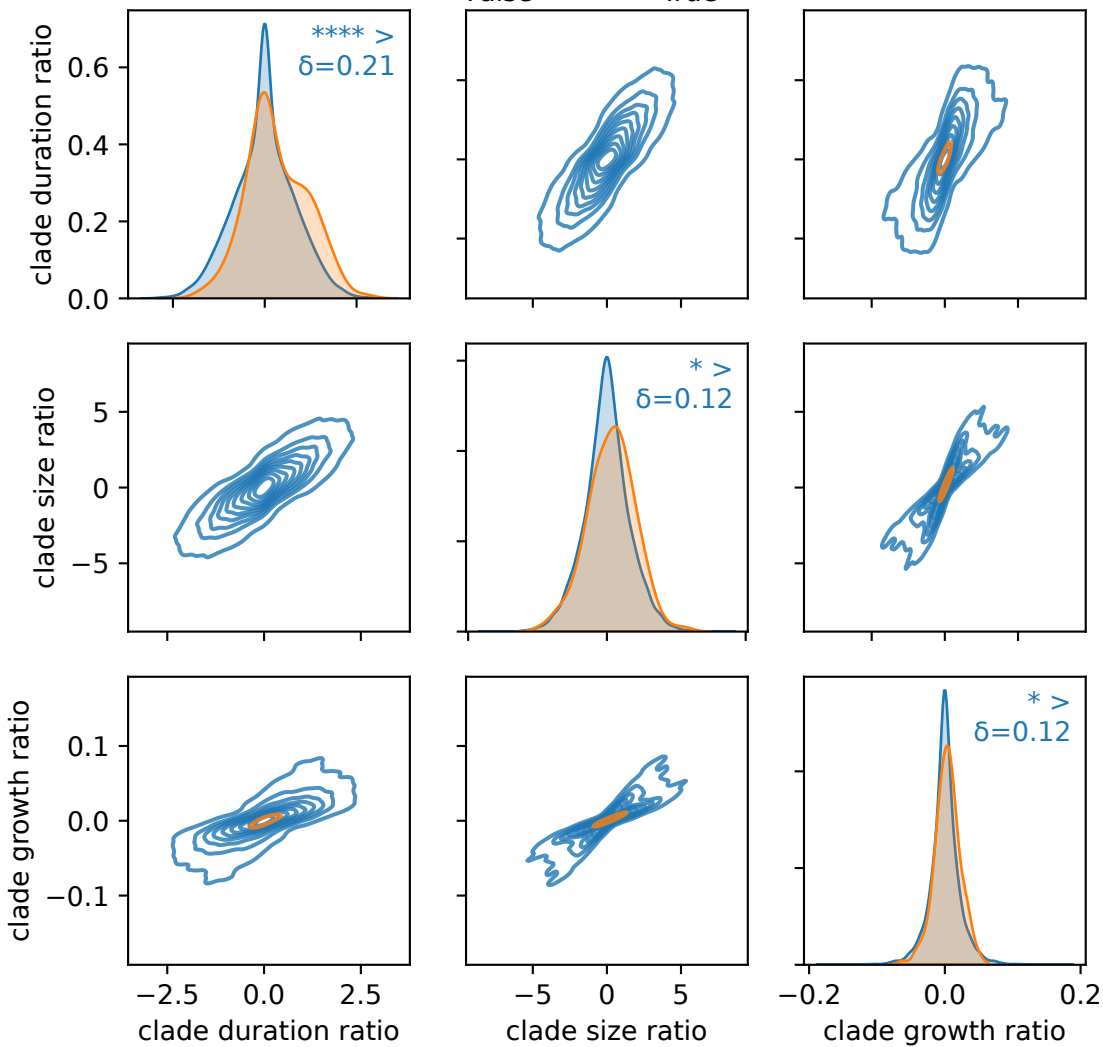 **** >
δ=0.21
clade duration ratio
0.6
0.4
0.2
0.0
* >
δ=0.12
clade size ratio
5
0
−5
* >
δ=0.12
clade growth ratio
0.1
0.0
−0.1
−2.5 0.0 2.5
−5 0 5
−0.2 0.0 0.2
clade duration ratio
clade size ratio
clade growth ratio